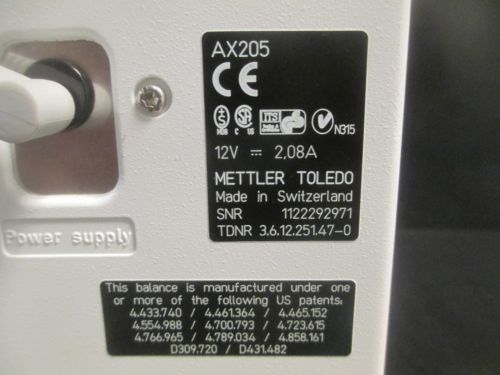 AX205
CE
C US
N315
12V ⎓ 2,08A
METTLER TOLEDO
Made in Switzerland
SNR 1122292971
TDNR 3.6.12.251.47-0
Power supply
This balance is manufactured under one
or more of the following US patents:
4.433.740 / 4.461.364 / 4.465.152
4.554.988 / 4.700.793 / 4.723.615
4.766.965 / 4.789.034 / 4.858.161
D309.720 / D431.482